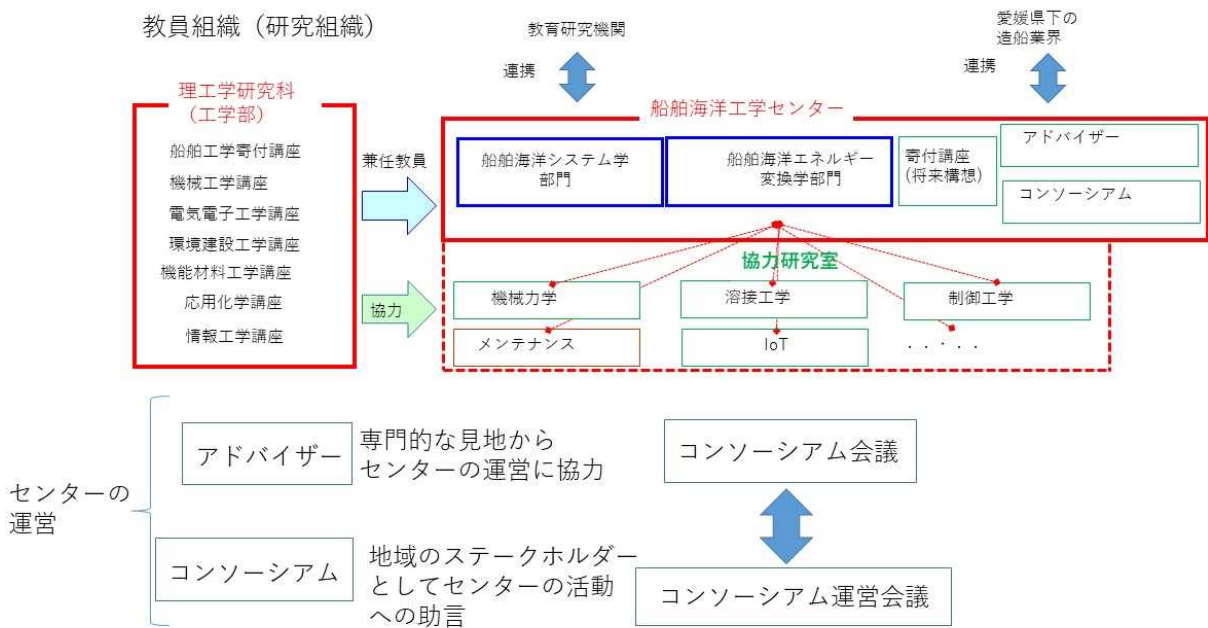 教員組織（研究組織）
教育研究機関
連携
愛媛県下の
造船業界
連携
理工学研究科
（工学部）
船舶工学寄付講座
機械工学講座
電気電子工学講座
環境建設工学講座
機能材料工学講座
応用化学講座
情報工学講座
兼任教員
協力
船舶海洋工学センター
船舶海洋システム学
部門
船舶海洋エネルギー
変換学部門
寄付講座
(将来構想)
アドバイザー
コンソーシアム
協力研究室
機械力学
溶接工学
制御工学
メンテナンス
IoT
・・・・・
センターの
運営
アドバイザー
専門的な見地から
センターの運営に協力
コンソーシアム
地域のステークホルダー
としてセンターの活動
への助言
コンソーシアム会議
コンソーシアム運営会議